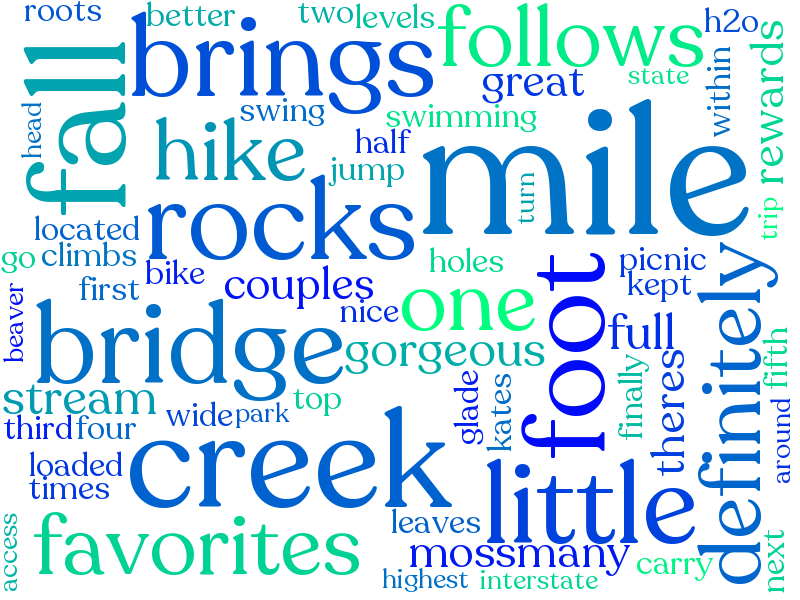 roots
better
two
levels
follows
h2o
brings
fall
great
state
within
rewards
head
swing
swimming
hike
half
jump
mile
turn
trip
located
rocks
go
climbs
holes
picnic
bike
couples
kept
first
beaver
nice
one
foot
definitely
bridge
full
gorgeous
fifth
stream
top
glade
kates
finally
theres
wide
park
third
four
creek
around
loaded
times
little
access
favorites
leaves
mossmany
carry
next
highest
interstate